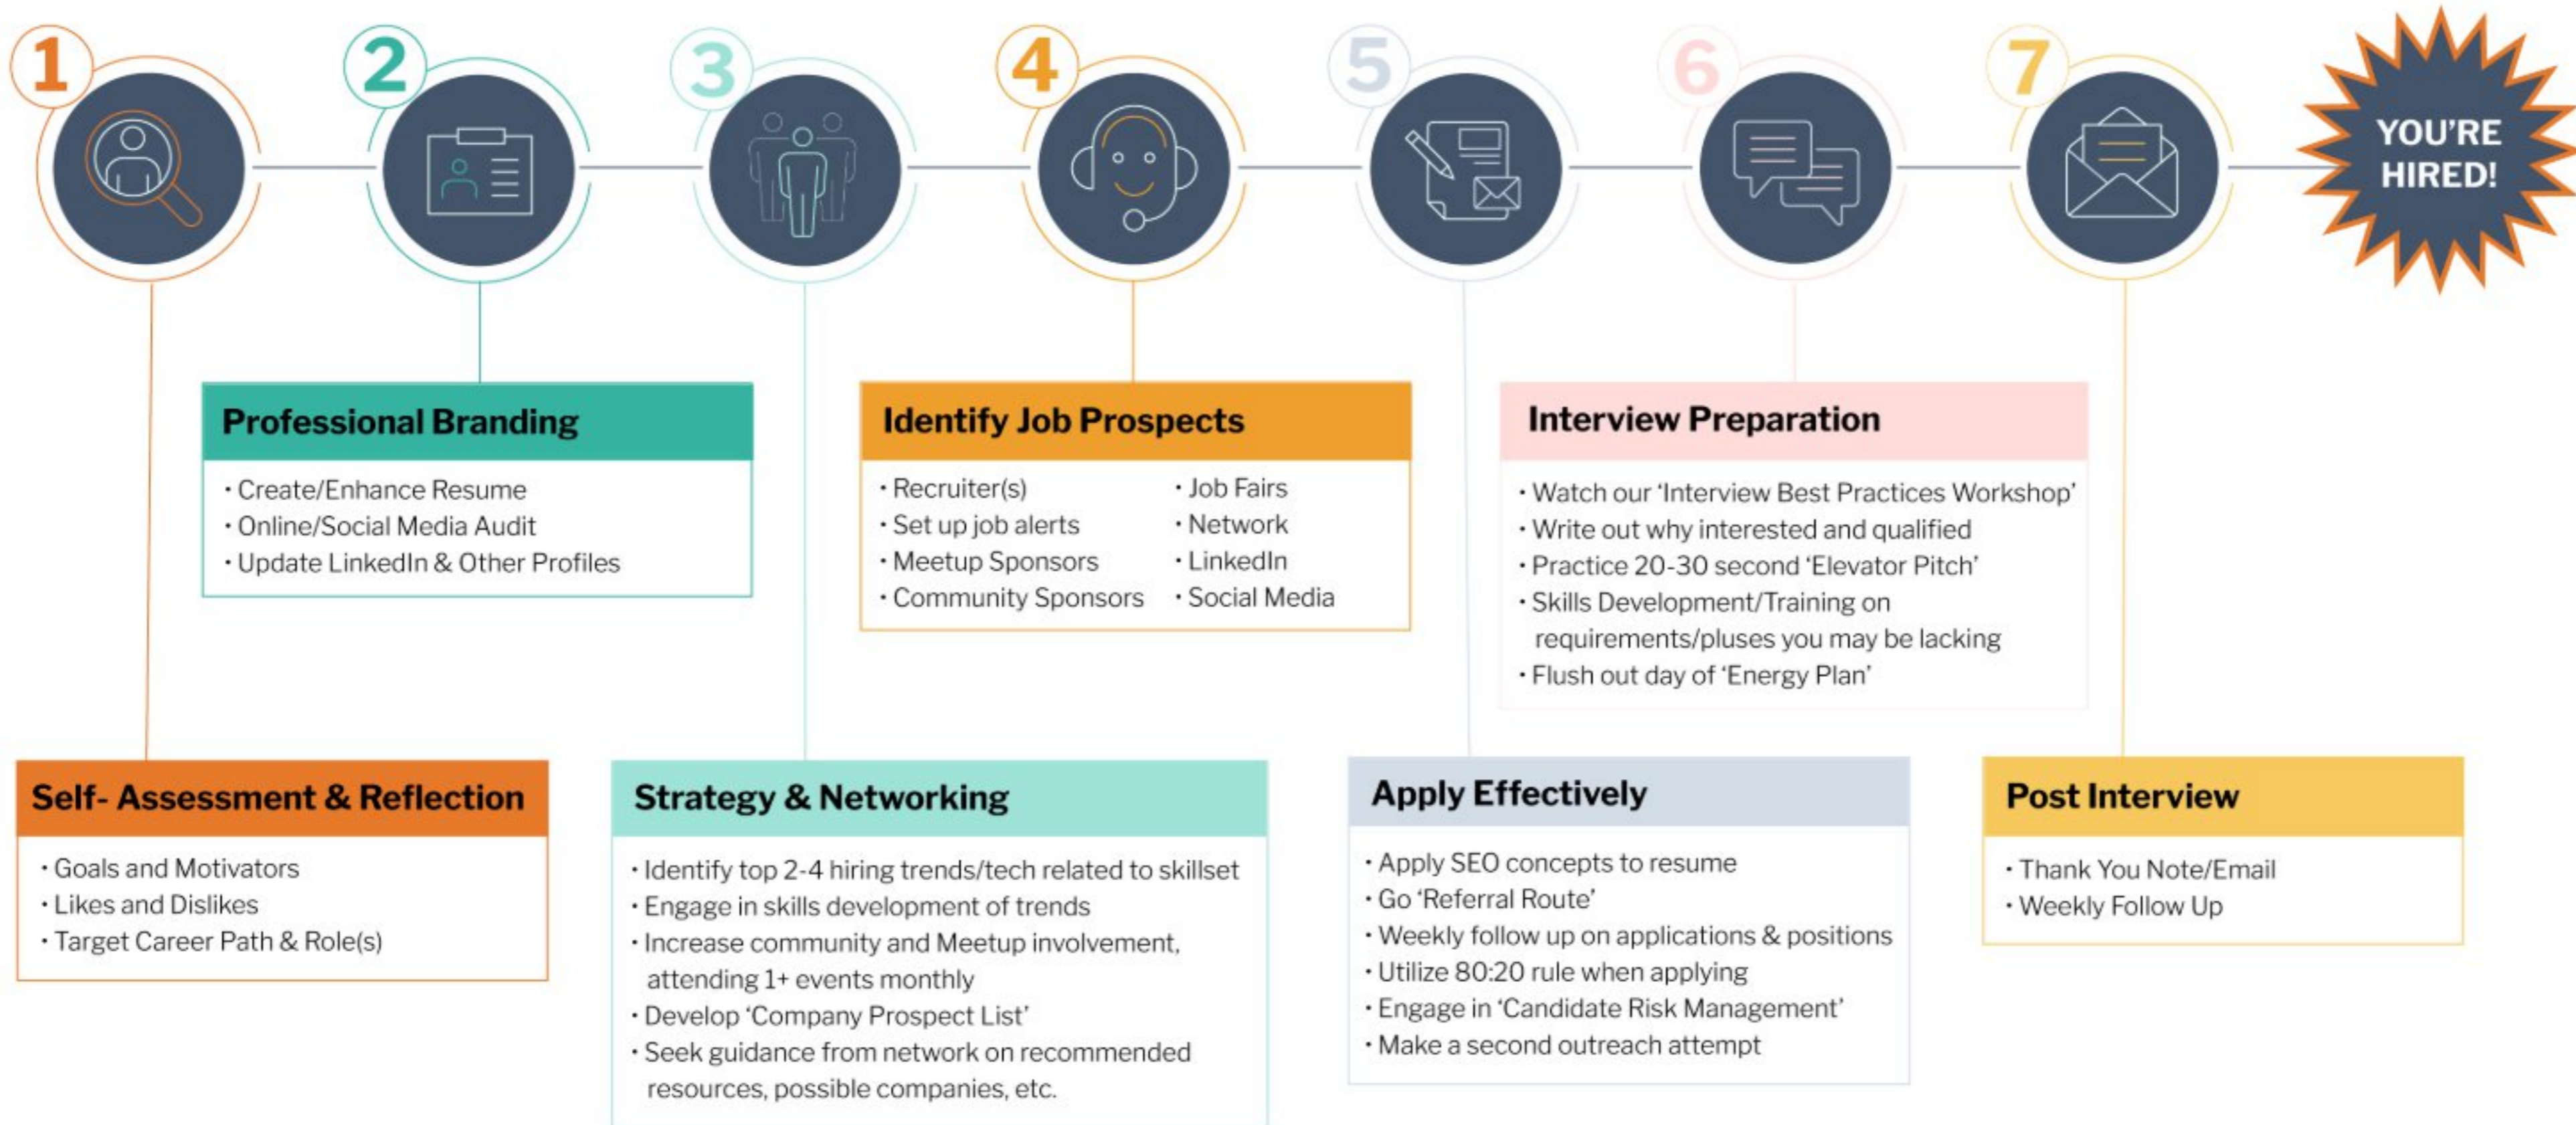 1
2
3
4
5
6
7
YOU'RE
HIRED!
Self- Assessment & Reflection
· Goals and Motivators
· Likes and Dislikes
· Target Career Path & Role(s)
Professional Branding
· Create/Enhance Resume
· Online/Social Media Audit
· Update LinkedIn & Other Profiles
Strategy & Networking
· Identify top 2-4 hiring trends/tech related to skillset
· Engage in skills development of trends
· Increase community and Meetup involvement,
attending 1+ events monthly
· Develop ‘Company Prospect List’
· Seek guidance from network on recommended
resources, possible companies, etc.
Identify Job Prospects
· Recruiter(s)
· Set up job alerts
· Meetup Sponsors
· Community Sponsors
· Job Fairs
· Network
· LinkedIn
· Social Media
Apply Effectively
· Apply SEO concepts to resume
· Go ‘Referral Route’
· Weekly follow up on applications & positions
· Utilize 80:20 rule when applying
· Engage in ‘Candidate Risk Management’
· Make a second outreach attempt
Interview Preparation
· Watch our ‘Interview Best Practices Workshop’
· Write out why interested and qualified
· Practice 20-30 second ‘Elevator Pitch’
· Skills Development/Training on
requirements/pluses you may be lacking
· Flush out day of ‘Energy Plan’
Post Interview
· Thank You Note/Email
· Weekly Follow Up